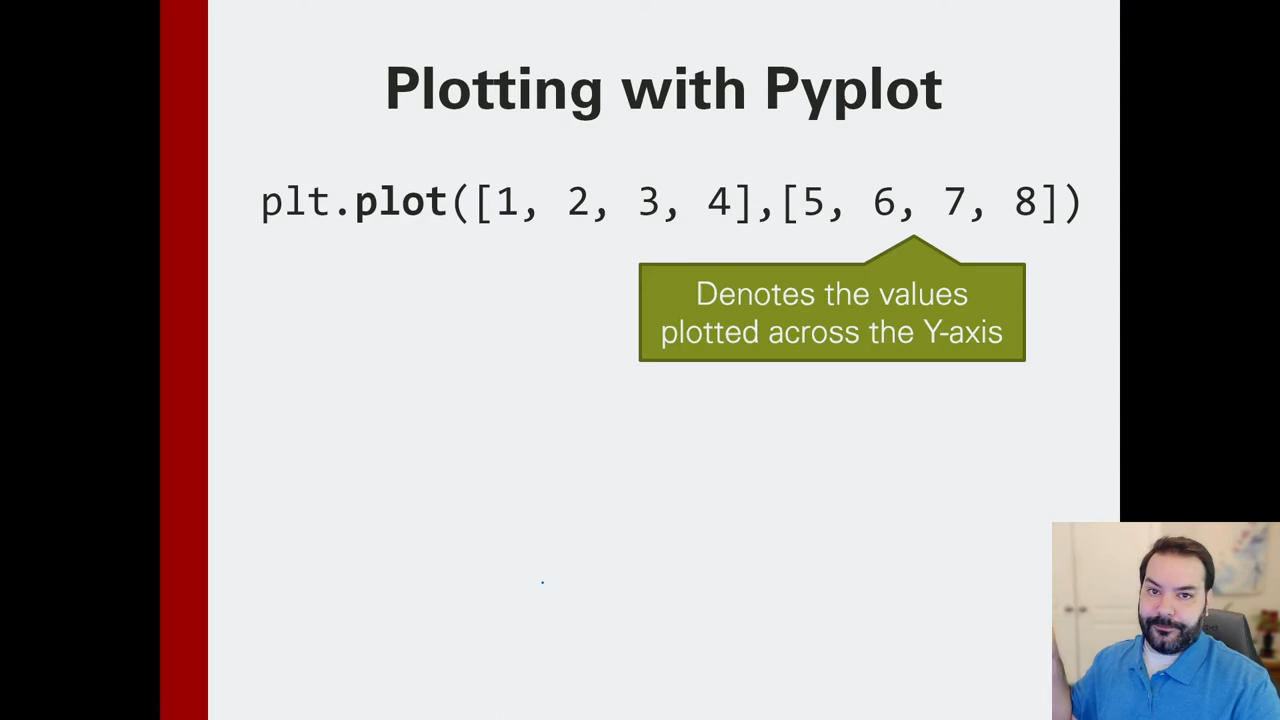 Plotting with Pyplot
plt.plot([1, 2, 3, 4],[5, 6, 7, 8])
Denotes the values
plotted across the Y-axis